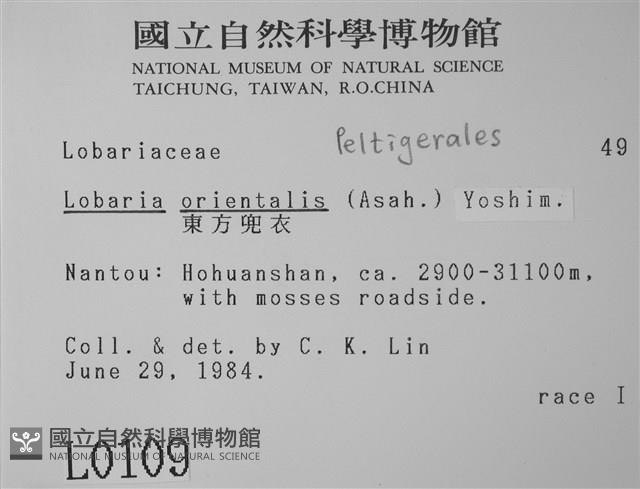 國立自然科學博物館
NATIONAL MUSEUM OF NATURAL SCIENCE
TAICHUNG, TAIWAN, R.O.CHINA
Lobariaceae Peltigerales 49
Lobaria orientalis (Asah.) Yoshim.
東方兜衣
Nantou: Hohuanshan, ca. 2900-31100m,
with mosses roadside.
Coll. & det. by C. K. Lin
June 29, 1984.
race I
國立自然科學博物館
NATIONAL MUSEUM OF NATURAL SCIENCE
L0109